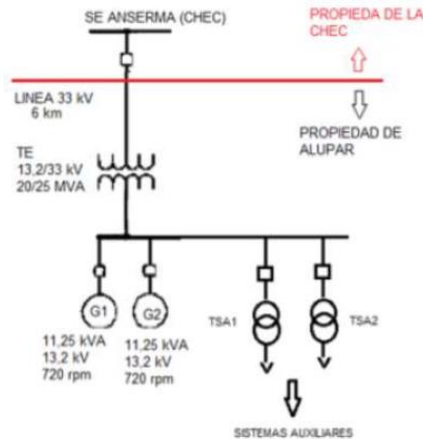 SE ANSERMA (CHEC)
PROPIEDA DE LA
CHEC
LINEA 33 kV
6 km
PROPIEDAD DE
ALUPAR
TE
13,2/33 kV
20/25 MVA
G1
G2
TSA1
TSA2
11,25 kVA
13,2 kV
720 rpm
11,25 kVA
13,2 kV
720 rpm
SISTEMAS AUXILIARES